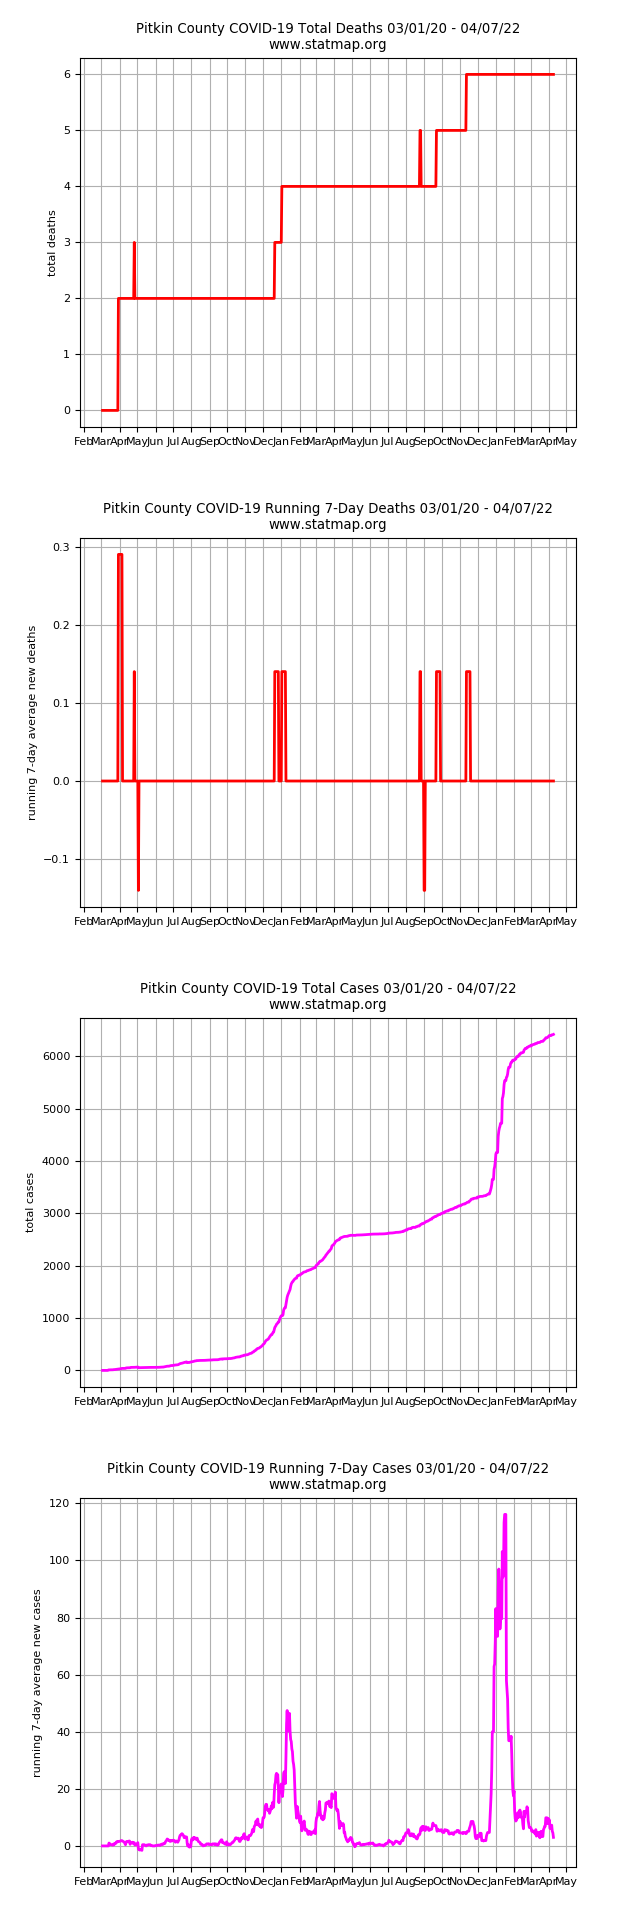 Pitkin County COVID-19 Total Deaths 03/01/20 - 04/07/22
www.statmap.org
6
5
4
3
2
1
0
total deaths
Feb Mar Apr May Jun Jul Aug Sep Oct Nov Dec Jan Feb Mar Apr May Jun Jul Aug Sep Oct Nov Dec Jan Feb Mar Apr May
Pitkin County COVID-19 Running 7-Day Deaths 03/01/20 - 04/07/22
www.statmap.org
0.3
0.2
0.1
0.0
−0.1
running 7-day average new deaths
Feb Mar Apr May Jun Jul Aug Sep Oct Nov Dec Jan Feb Mar Apr May Jun Jul Aug Sep Oct Nov Dec Jan Feb Mar Apr May
Pitkin County COVID-19 Total Cases 03/01/20 - 04/07/22
www.statmap.org
6000
5000
4000
3000
2000
1000
0
total cases
Feb Mar Apr May Jun Jul Aug Sep Oct Nov Dec Jan Feb Mar Apr May Jun Jul Aug Sep Oct Nov Dec Jan Feb Mar Apr May
Pitkin County COVID-19 Running 7-Day Cases 03/01/20 - 04/07/22
www.statmap.org
120
100
80
60
40
20
0
running 7-day average new cases
Feb Mar Apr May Jun Jul Aug Sep Oct Nov Dec Jan Feb Mar Apr May Jun Jul Aug Sep Oct Nov Dec Jan Feb Mar Apr May